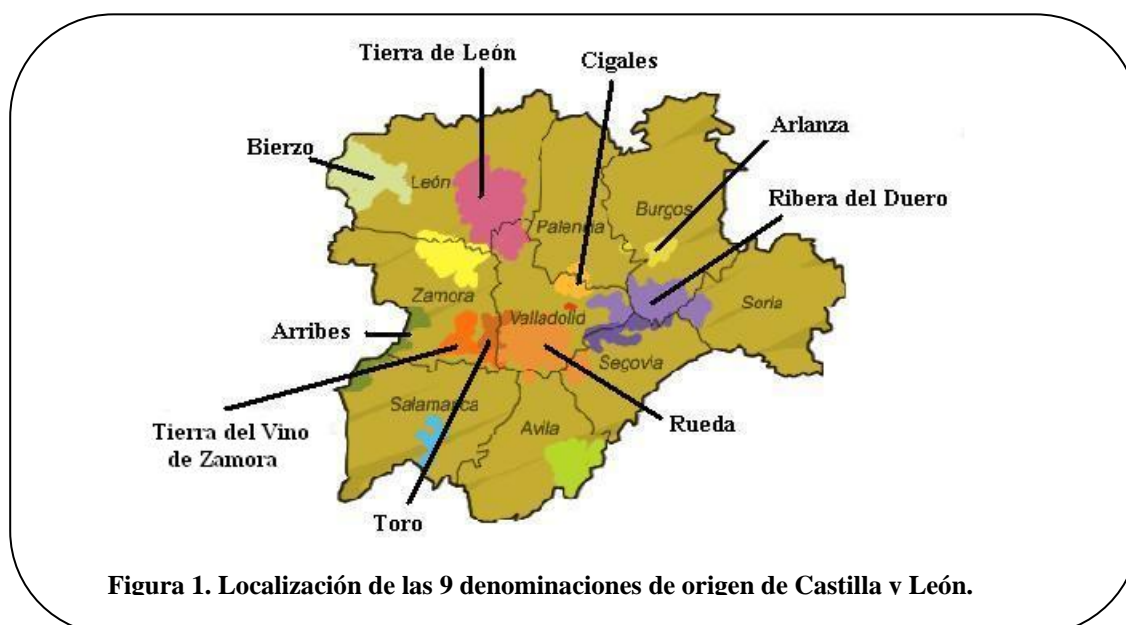 Tierra de León
Cigales
Arlanza
Bierzo
León
Ribera del Duero
Burgos
Palencia
Zamora
Soria
Valladolid
Arribes
Segovia
Salamanca
Avila
Rueda
Tierra del Vino
de Zamora
Toro
Figura 1. Localización de las 9 denominaciones de origen de Castilla y León.